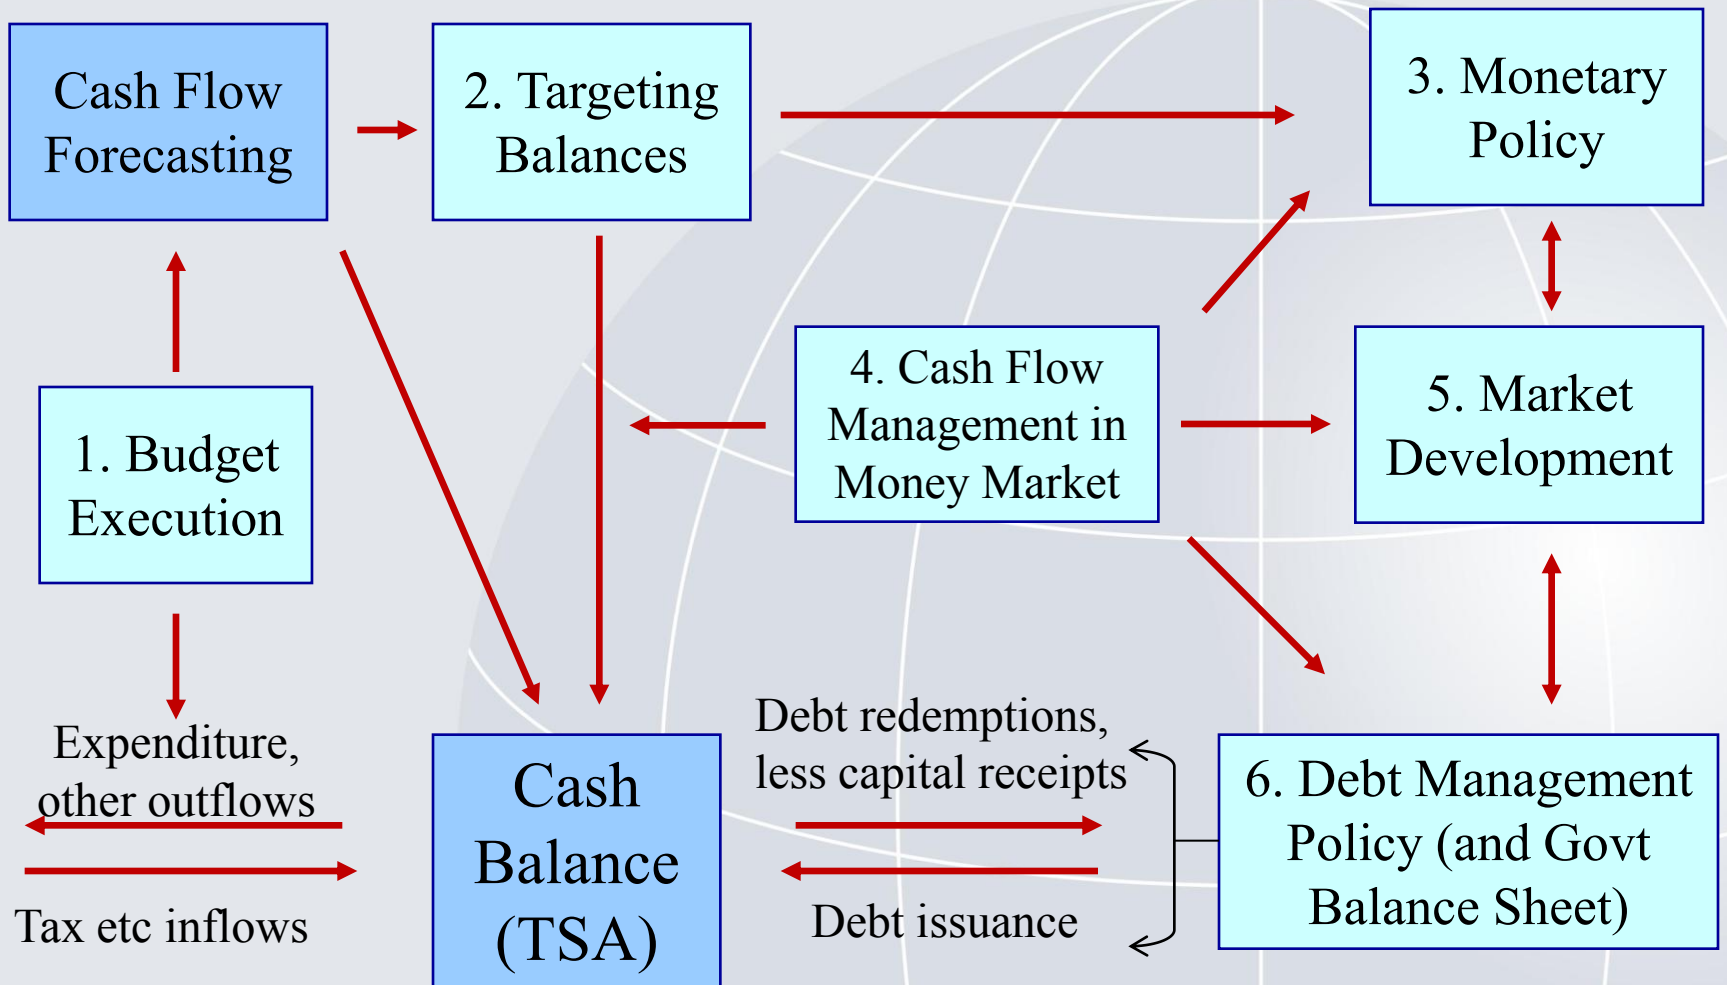 Cash Flow
Forecasting
2. Targeting
Balances
3. Monetary
Policy
4. Cash Flow
Management in
Money Market
5. Market
Development
1. Budget
Execution
Expenditure,
other outflows
Tax etc inflows
Cash
Balance
(TSA)
Debt redemptions,
less capital receipts
Debt issuance
6. Debt Management
Policy (and Govt
Balance Sheet)